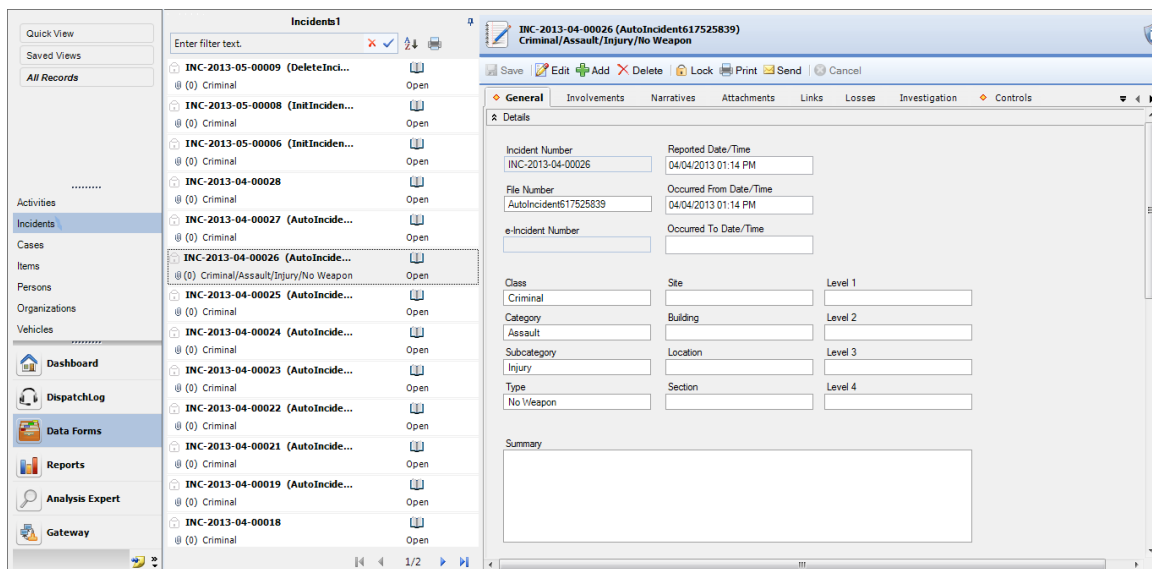 Quick View
Saved Views
All Records
Activities
Incidents
Cases
Items
Persons
Organizations
Vehicles
Dashboard
DispatchLog
Data Forms
Reports
Analysis Expert
Gateway
Incidents1
Enter filter text.
INC-2013-05-00009 (DeleteInci...
(0) Criminal Open
INC-2013-05-00008 (InitInciden...
(0) Criminal Open
INC-2013-05-00006 (InitInciden...
(0) Criminal Open
INC-2013-04-00028
(0) Criminal Open
INC-2013-04-00027 (AutoIncide...
(0) Criminal Open
INC-2013-04-00026 (AutoIncide...
(0) Criminal/Assault/Injury/No Weapon Open
INC-2013-04-00025 (AutoIncide...
(0) Criminal Open
INC-2013-04-00024 (AutoIncide...
(0) Criminal Open
INC-2013-04-00023 (AutoIncide...
(0) Criminal Open
INC-2013-04-00022 (AutoIncide...
(0) Criminal Open
INC-2013-04-00021 (AutoIncide...
(0) Criminal Open
INC-2013-04-00019 (AutoIncide...
(0) Criminal Open
INC-2013-04-00018
(0) Criminal Open
1/2
INC-2013-04-00026 (AutoIncident617525839)
Criminal/Assault/Injury/No Weapon
Save Edit Add Delete Lock Print Send Cancel
General Involvements Narratives Attachments Links Losses Investigation Controls
Details
Incident Number Reported Date/Time
INC-2013-04-00026 04/04/2013 01:14 PM
File Number Occurred From Date/Time
AutoIncident617525839 04/04/2013 01:14 PM
e-Incident Number Occurred To Date/Time
Class Site Level 1
Criminal
Category Building Level 2
Assault
Subcategory Location Level 3
Injury
Type Section Level 4
No Weapon
Summary